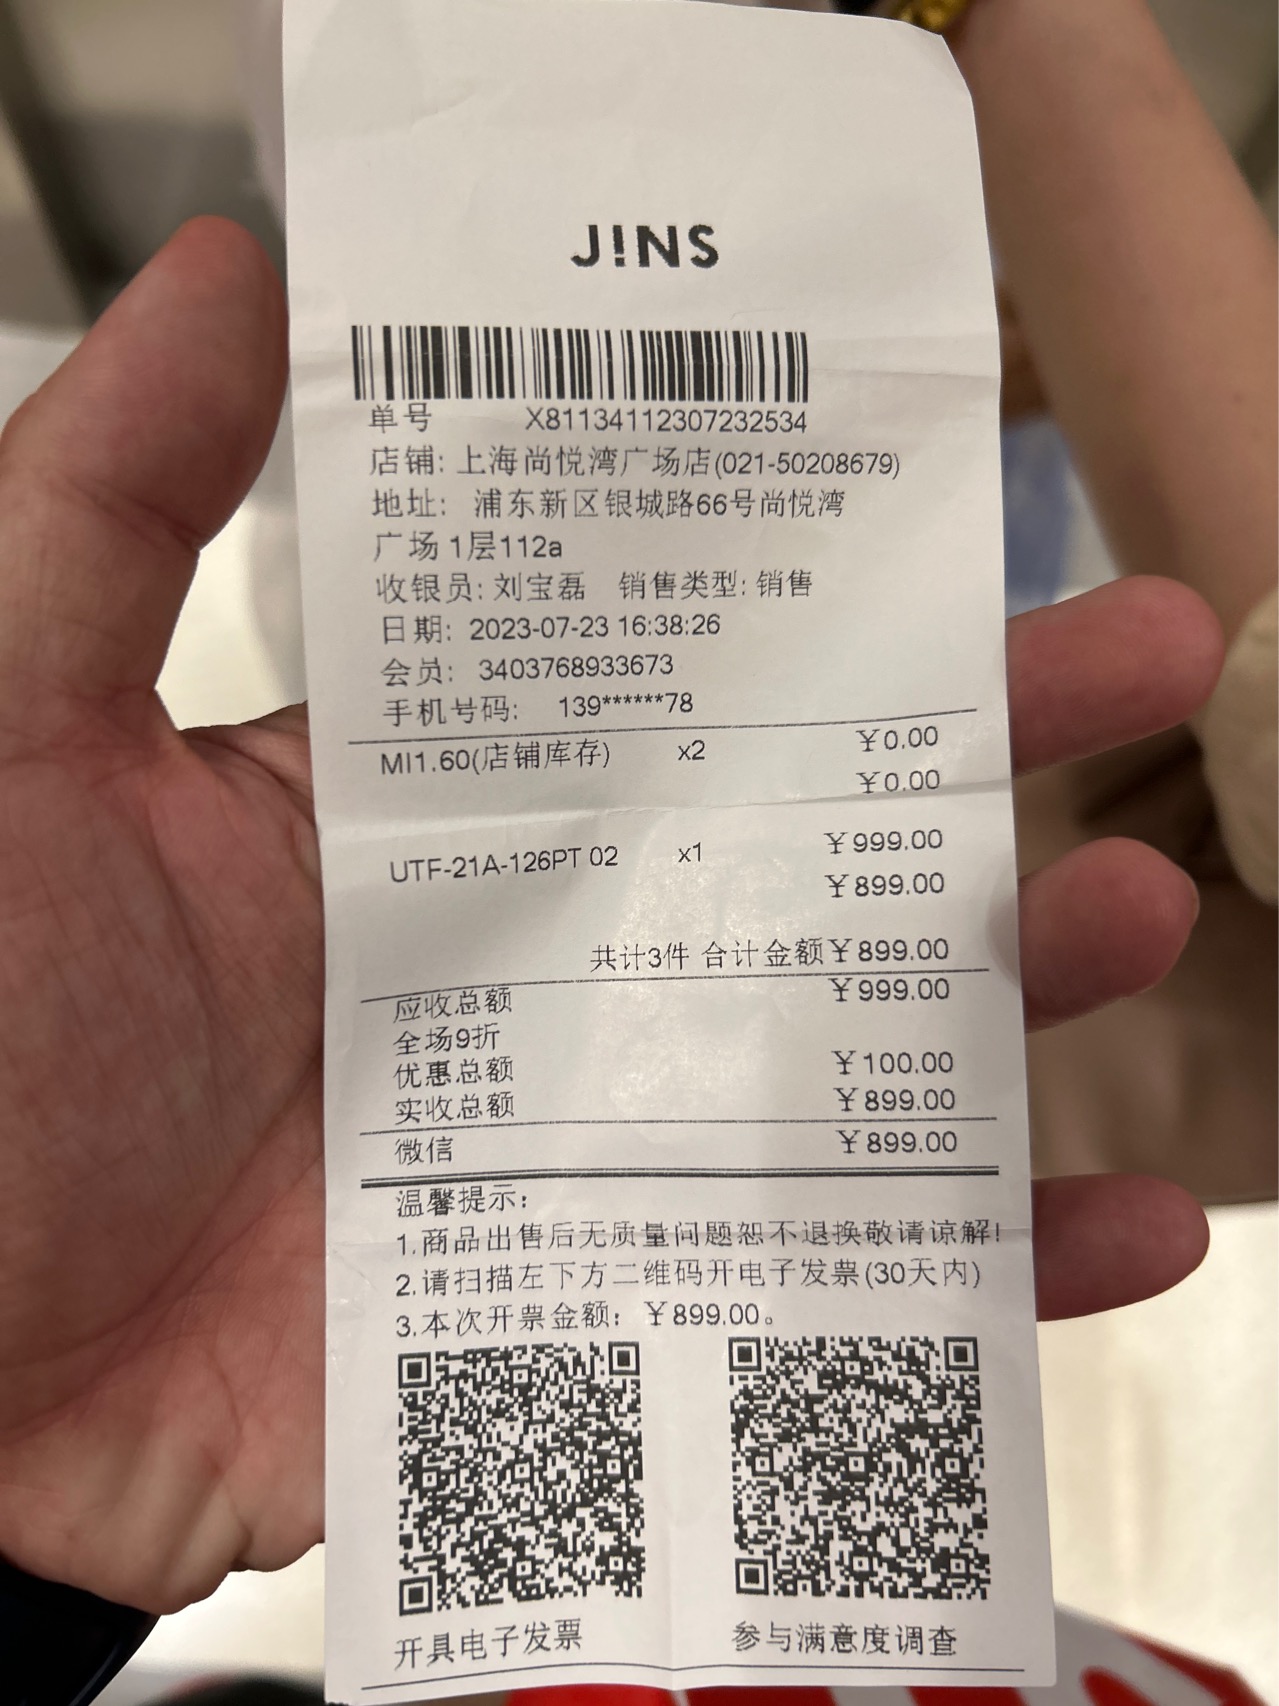 J!NS
单号 X81134112307232534
店铺: 上海尚悦湾广场店(021-50208679)
地址: 浦东新区银城路66号尚悦湾
广场 1层112a
收银员: 刘宝磊 销售类型: 销售
日期: 2023-07-23 16:38:26
会员: 3403768933673
手机号码: 139******78
MI1.60(店铺库存) x2 ¥0.00
¥0.00
UTF-21A-126PT 02 x1 ¥999.00
¥899.00
共计3件 合计金额¥899.00
应收总额 ¥999.00
全场9折
优惠总额 ¥100.00
实收总额 ¥899.00
微信 ¥899.00
温馨提示:
1.商品出售后无质量问题恕不退换敬请谅解!
2.请扫描左下方二维码开电子发票(30天内)
3.本次开票金额: ¥899.00。
开具电子发票 参与满意度调查